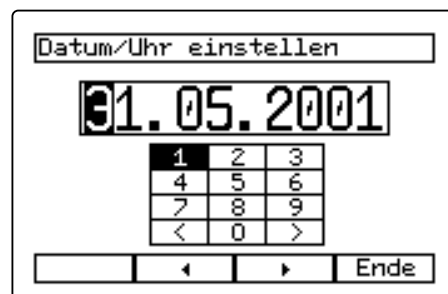 Datum/Uhr einstellen
31.05.2001
1 2 3
4 5 6
7 8 9
< 0 >
◂ ▸ Ende